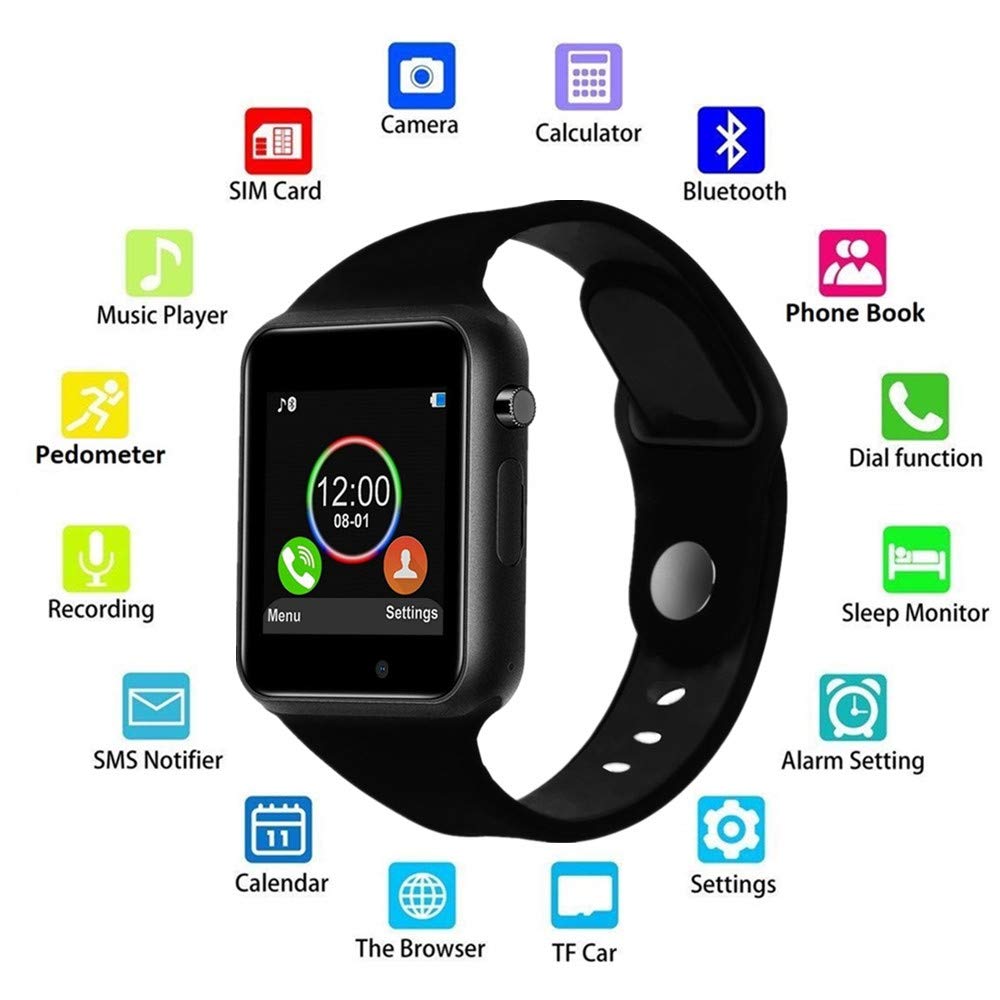 Camera
Calculator
SIM Card
Bluetooth
Music Player
Phone Book
Pedometer
Dial function
12:00
08-01
Menu
Settings
Recording
Sleep Monitor
SMS Notifier
Alarm Setting
11
Calendar
Settings
The Browser
TF Car